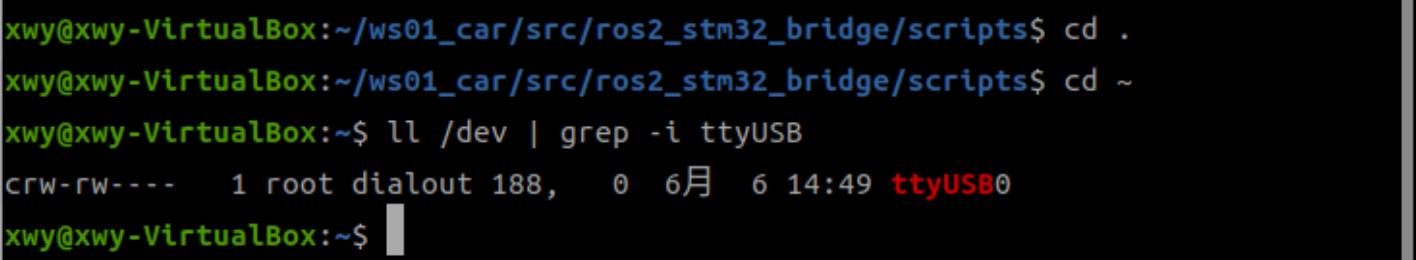 xwy@xwy-VirtualBox:~/ws01_car/src/ros2_stm32_bridge/scripts$ cd .
xwy@xwy-VirtualBox:~/ws01_car/src/ros2_stm32_bridge/scripts$ cd ~
xwy@xwy-VirtualBox:~$ ll /dev | grep -i ttyUSB
crw-rw----   1 root dialout 188,   0  6月   6 14:49 ttyUSB0
xwy@xwy-VirtualBox:~$